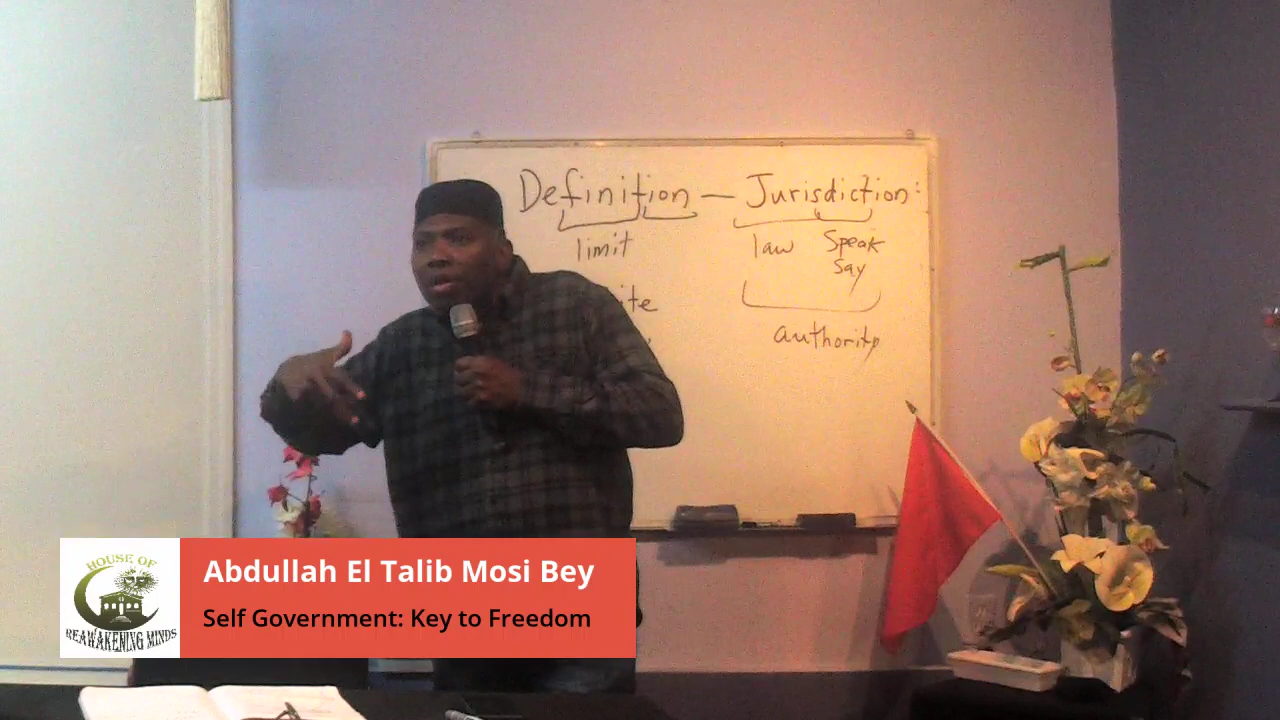 Definition — Jurisdiction:
limit
law Speak
Say
authority
HOUSE OF
REAWAKENING MINDS
Abdullah El Talib Mosi Bey
Self Government: Key to Freedom